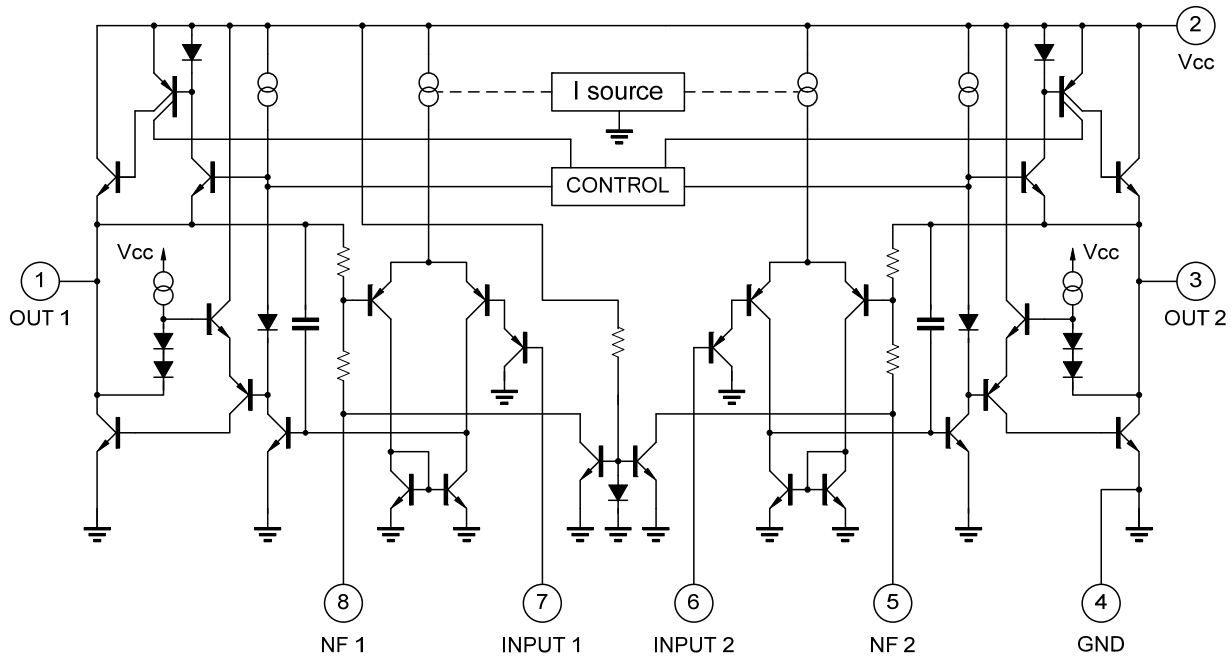 2
Vcc
I source
CONTROL
Vcc
Vcc
1
OUT 1
3
OUT 2
8
7
6
5
4
NF 1
INPUT 1
INPUT 2
NF 2
GND